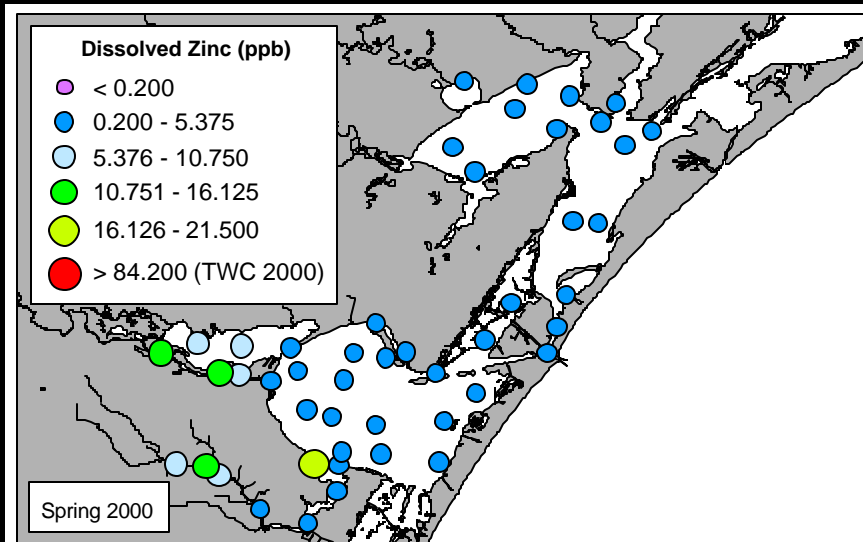 Dissolved Zinc (ppb)
< 0.200
0.200 - 5.375
5.376 - 10.750
10.751 - 16.125
16.126 - 21.500
> 84.200 (TWC 2000)
Spring 2000